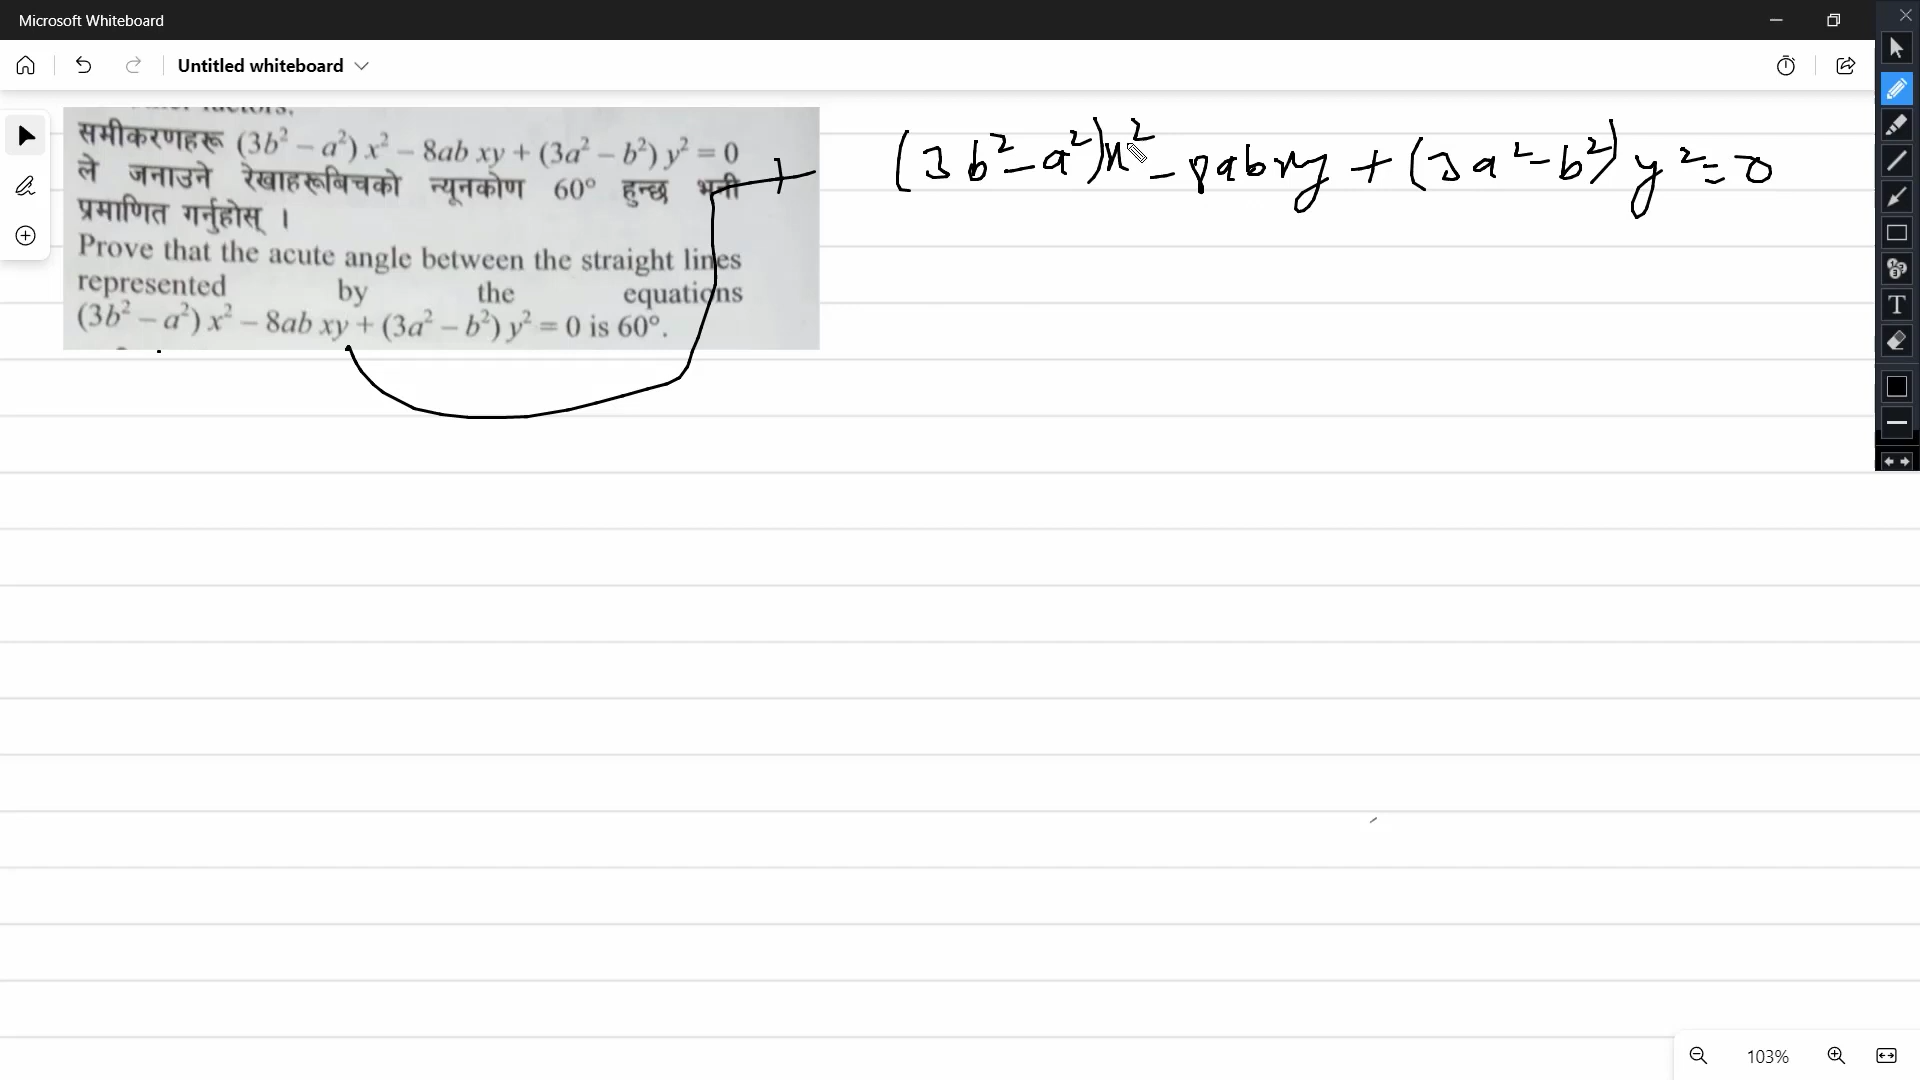 Microsoft Whiteboard
Untitled whiteboard
समीकरणहरू (3b² – a²) x² – 8ab xy + (3a² – b²) y² = 0
ले जनाउने रेखाहरूबिचको न्यूनकोण 60° हुन्छ भनी
प्रमाणित गर्नुहोस् ।
Prove that the acute angle between the straight lines
represented by the equations
(3b² – a²) x² – 8ab xy + (3a² – b²) y² = 0 is 60°.
(3b²-a²)x² - 8abxy + (3a²-b²)y²=0
T
103%